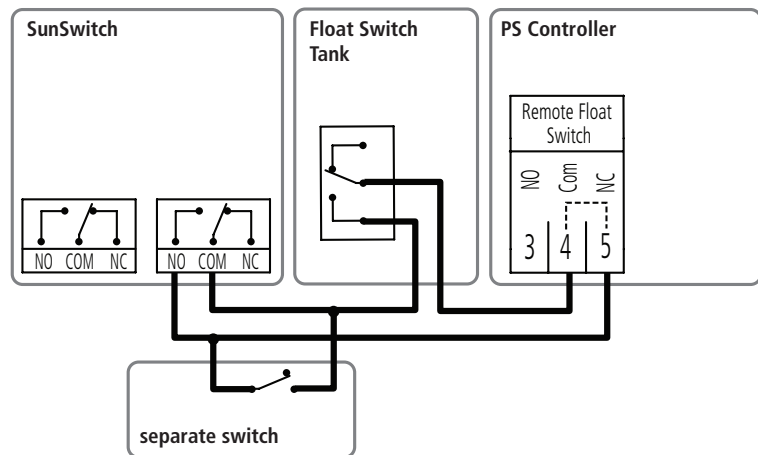 SunSwitch
Float Switch
Tank
PS Controller
Remote Float
Switch
NO Com NC
3 4 5
NO COM NC
NO COM NC
separate switch